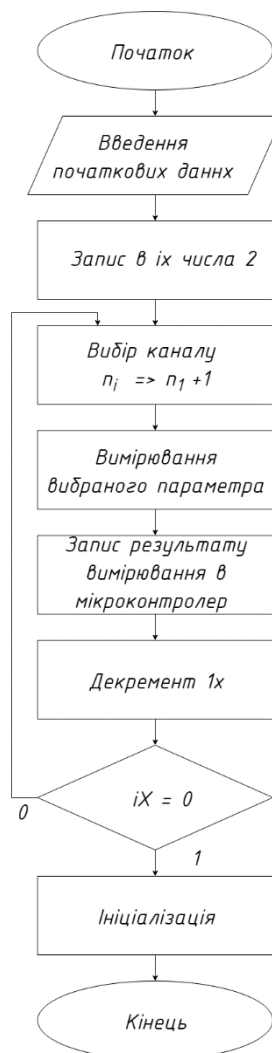 Початок
Введення
початкових даннх
Запис в іх числа 2
Вибір каналу
nᵢ => n₁ +1
Вимірювання
вибраного параметра
Запис результату
вимірювання в
мікроконтролер
Декремент 1х
іХ = 0
0
1
Ініціалізація
Кінець